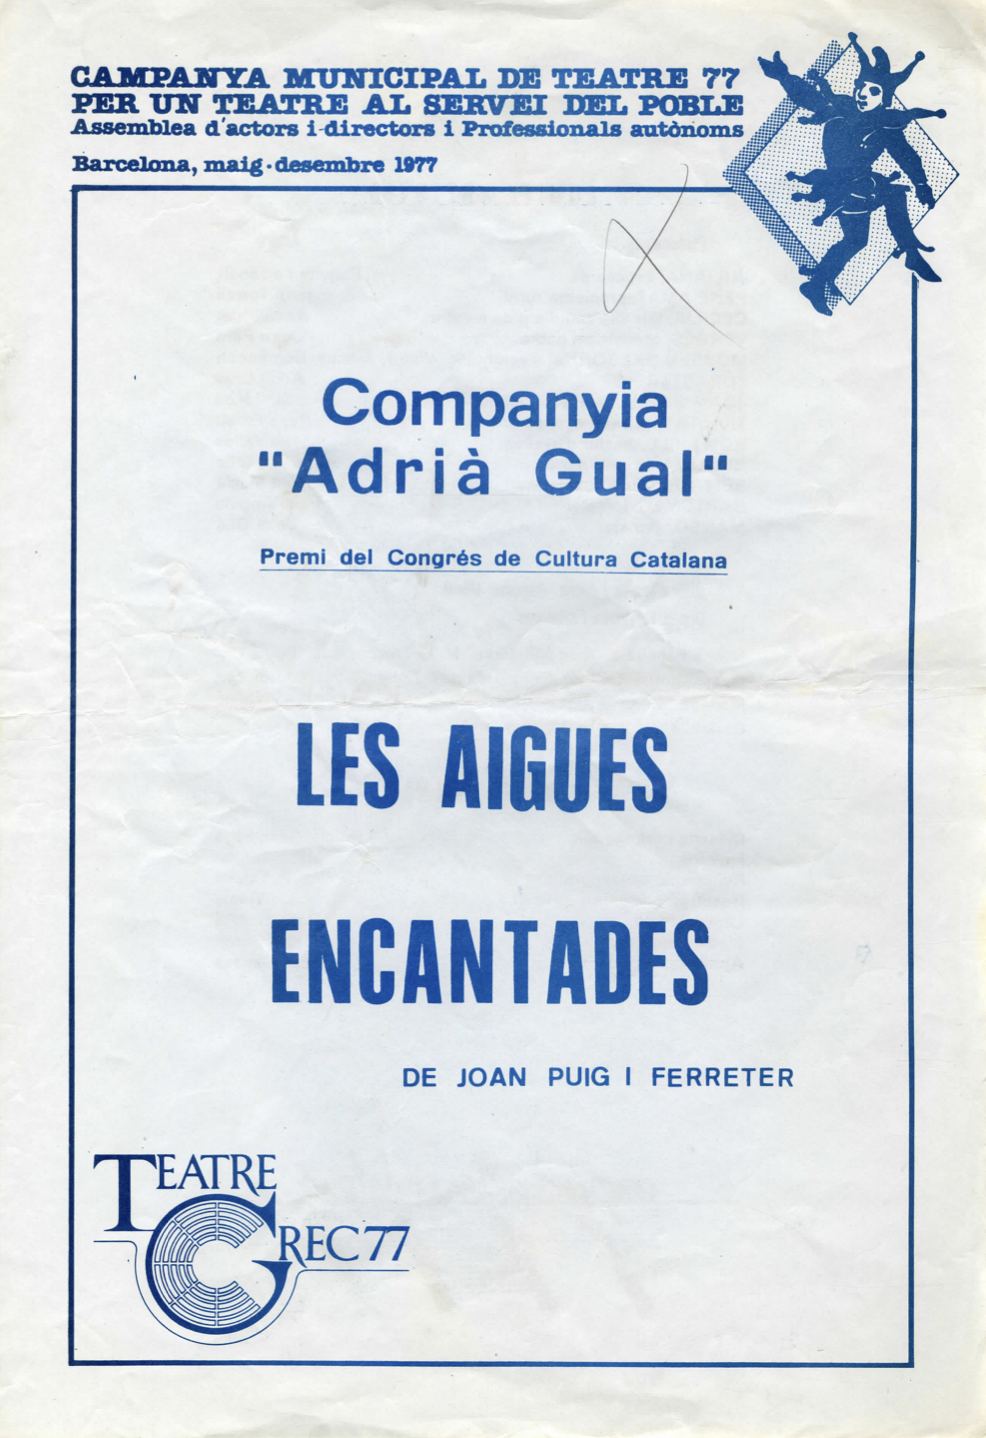 CAMPANYA MUNICIPAL DE TEATRE 77
PER UN TEATRE AL SERVEI DEL POBLE
Assemblea d'actors i directors i Professionals autònoms
Barcelona, maig-desembre 1977
Companyia
"Adrià Gual"
Premi del Congrés de Cultura Catalana
LES AIGUES
ENCANTADES
DE JOAN PUIG I FERRETER
TEATRE
GREC 77